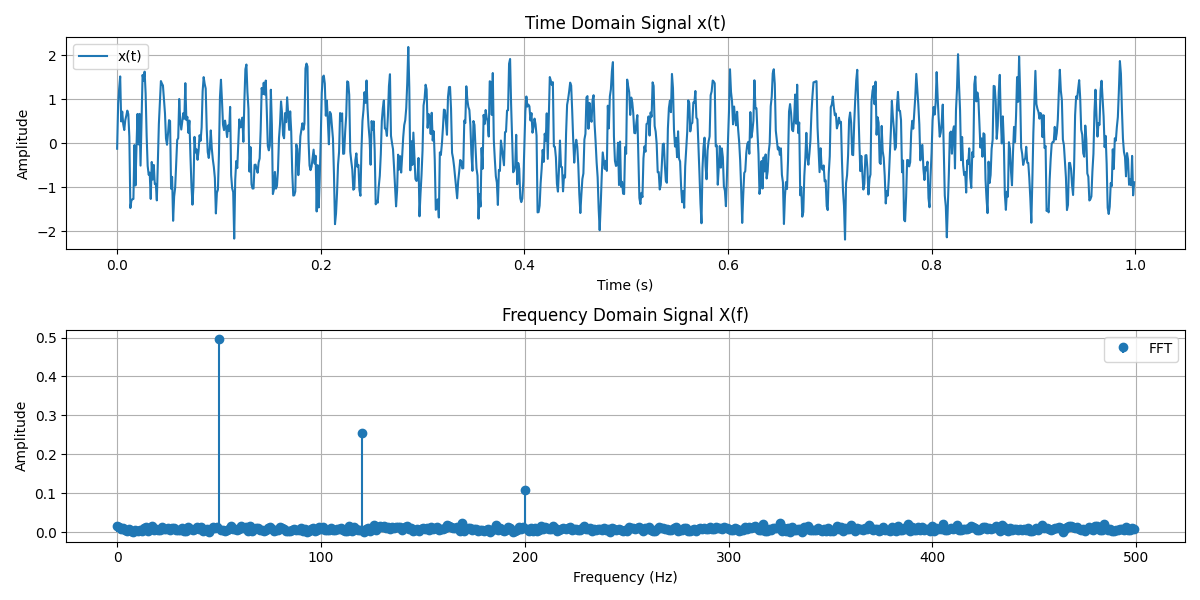 Time Domain Signal x(t)
x(t)
2
1
0
−1
−2
Amplitude
0.0 0.2 0.4 0.6 0.8 1.0
Time (s)
Frequency Domain Signal X(f)
FFT
0.5
0.4
0.3
0.2
0.1
0.0
Amplitude
0 100 200 300 400 500
Frequency (Hz)